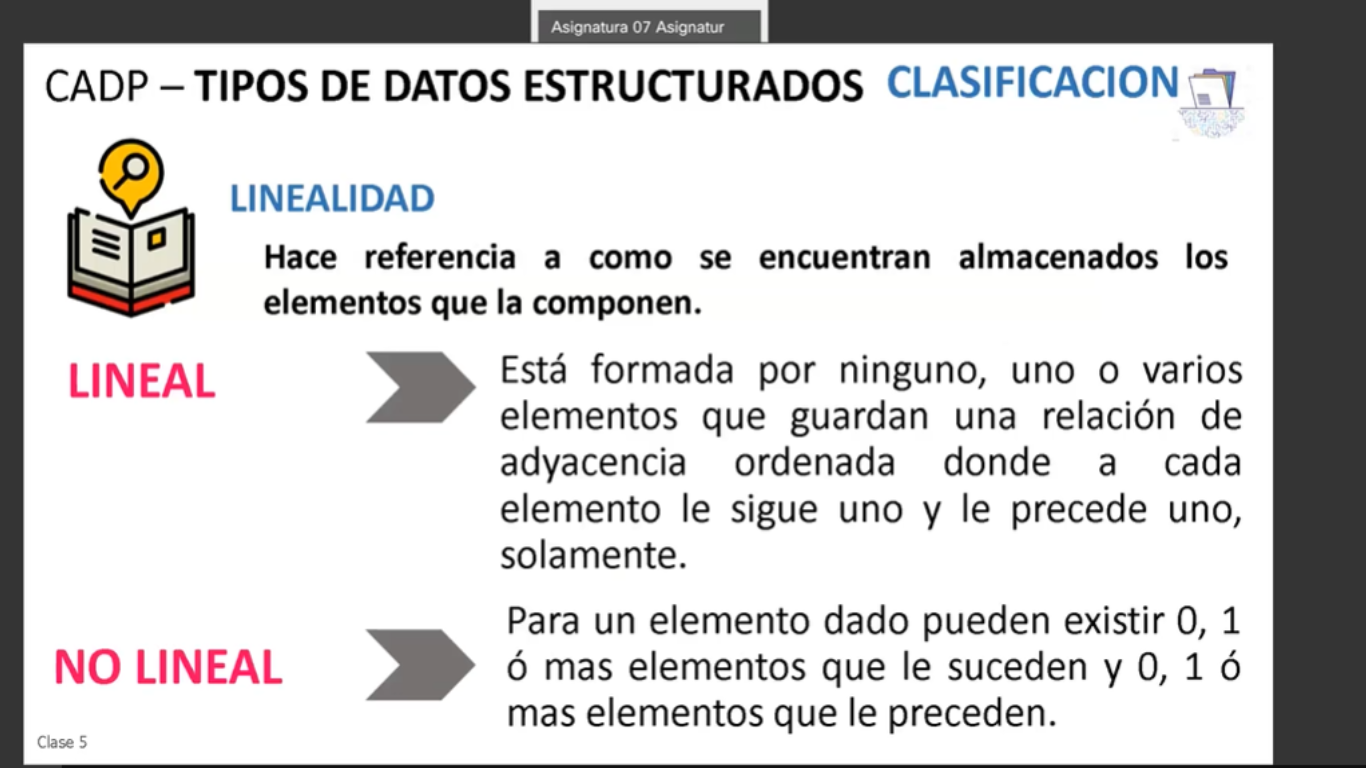 Asignatura 07 Asignatur
CADP – TIPOS DE DATOS ESTRUCTURADOS CLASIFICACION
LINEALIDAD
Hace referencia a como se encuentran almacenados los
elementos que la componen.
LINEAL
Está formada por ninguno, uno o varios
elementos que guardan una relación de
adyacencia ordenada donde a cada
elemento le sigue uno y le precede uno,
solamente.
NO LINEAL
Para un elemento dado pueden existir 0, 1
ó mas elementos que le suceden y 0, 1 ó
mas elementos que le preceden.
Clase 5